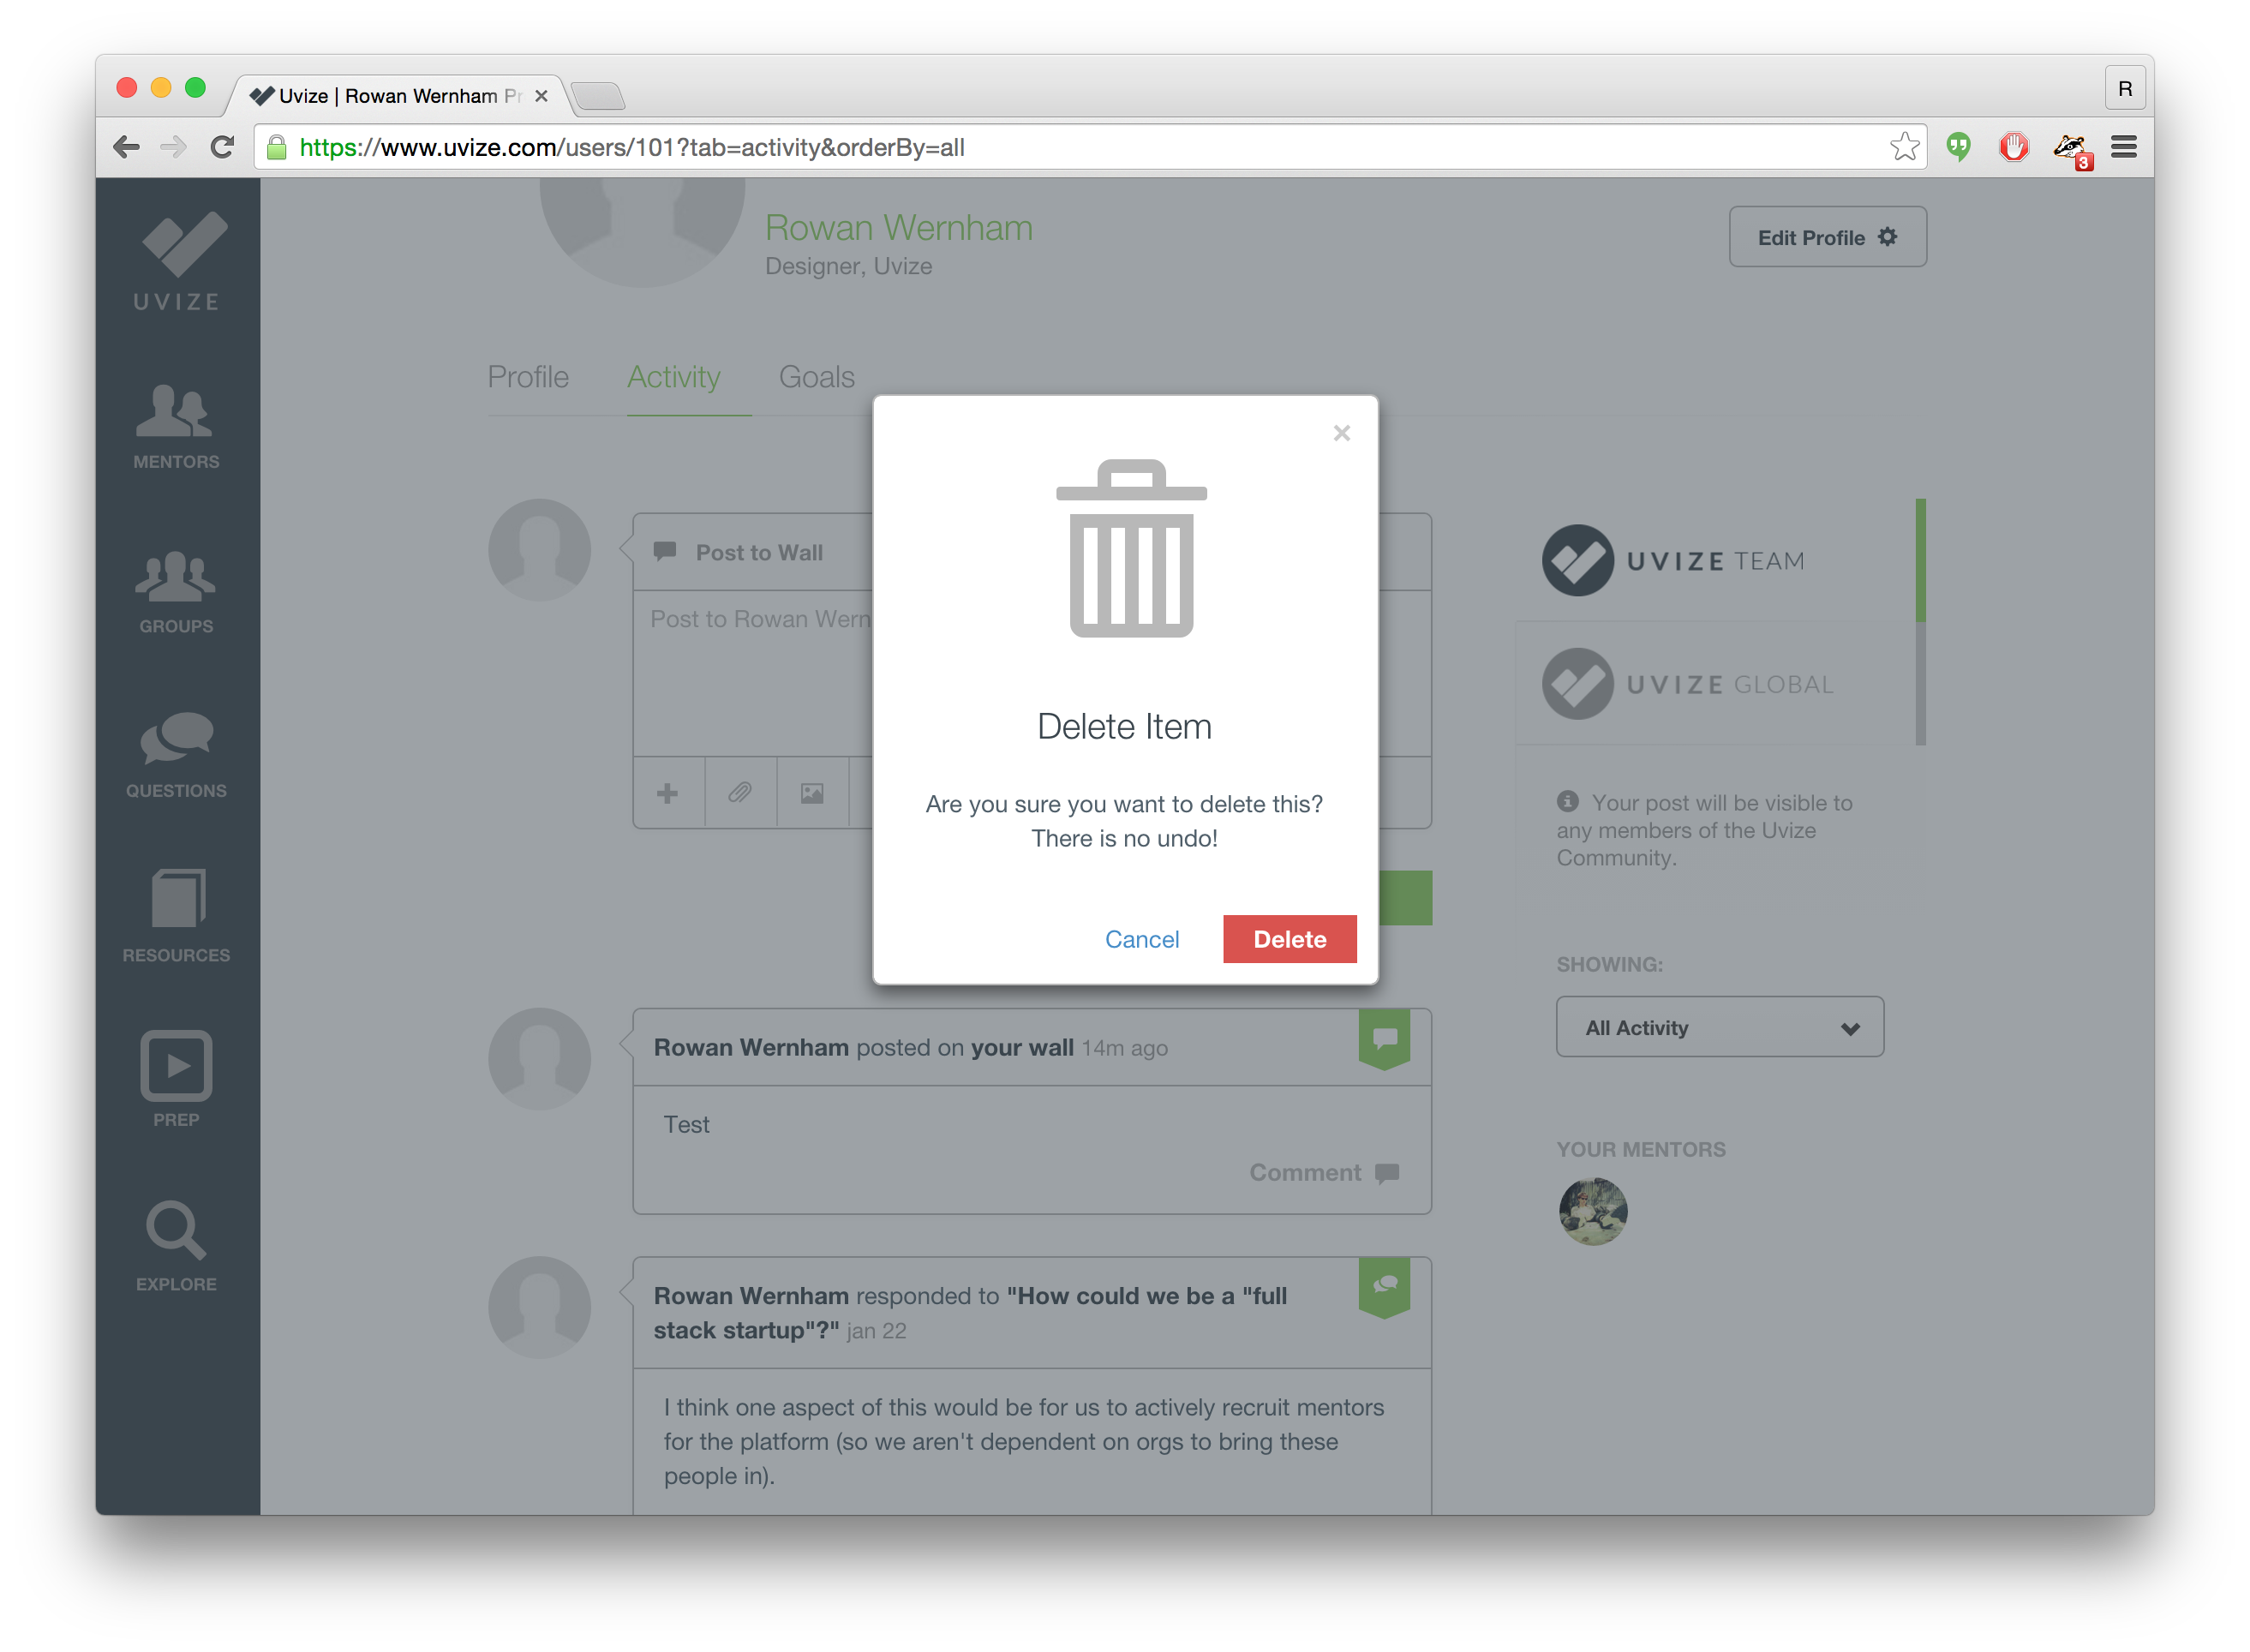 Uvize | Rowan Wernham Pr
R
https://www.uvize.com/users/101?tab=activity&orderBy=all
3
UVIZE
MENTORS
GROUPS
QUESTIONS
RESOURCES
PREP
EXPLORE
Rowan Wernham
Designer, Uvize
Edit Profile
Profile
Activity
Goals
Post to Wall
Post to Rowan Wern
Delete Item
Are you sure you want to delete this?
There is no undo!
Cancel
Delete
UVIZE TEAM
UVIZE GLOBAL
Your post will be visible to
any members of the Uvize
Community.
SHOWING:
All Activity
YOUR MENTORS
Rowan Wernham posted on your wall 14m ago
Test
Comment
Rowan Wernham responded to "How could we be a "full
stack startup"?" jan 22
I think one aspect of this would be for us to actively recruit mentors
for the platform (so we aren't dependent on orgs to bring these
people in).